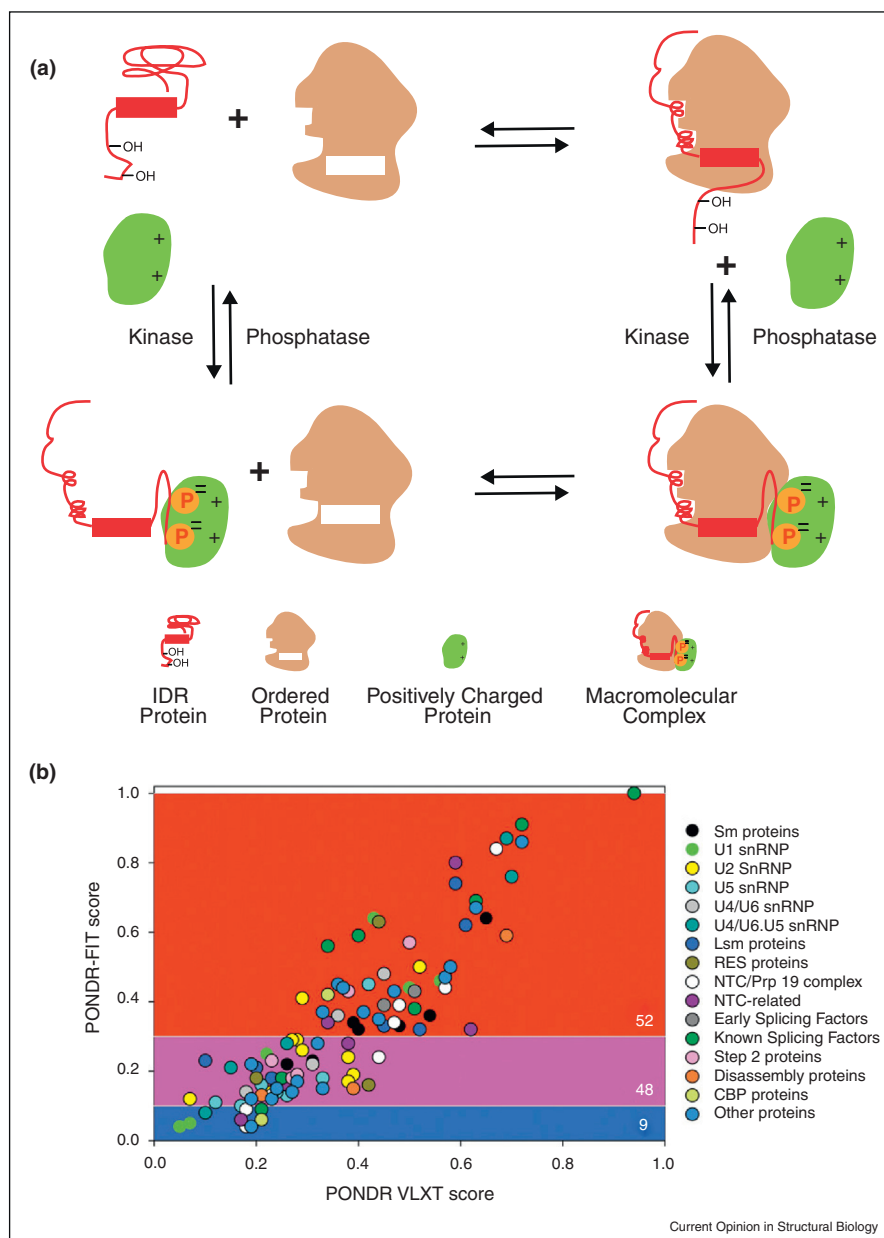 (a)
+
OH
OH
OH
OH
+
+
+
+
+
Kinase
Phosphatase
Kinase
Phosphatase
+
P =
+
P =
+
P =
+
P =
+
OH
OH
+
+
P =
P =
+
+
IDR
Protein
Ordered
Protein
Positively Charged
Protein
Macromolecular
Complex
(b)
1.0
0.8
0.6
0.4
0.2
0.0
PONDR-FIT score
52
48
9
0.0 0.2 0.4 0.6 0.8 1.0
PONDR VLXT score
Sm proteins
U1 snRNP
U2 SnRNP
U5 snRNP
U4/U6 snRNP
U4/U6.U5 snRNP
Lsm proteins
RES proteins
NTC/Prp 19 complex
NTC-related
Early Splicing Factors
Known Splicing Factors
Step 2 proteins
Disassembly proteins
CBP proteins
Other proteins
Current Opinion in Structural Biology